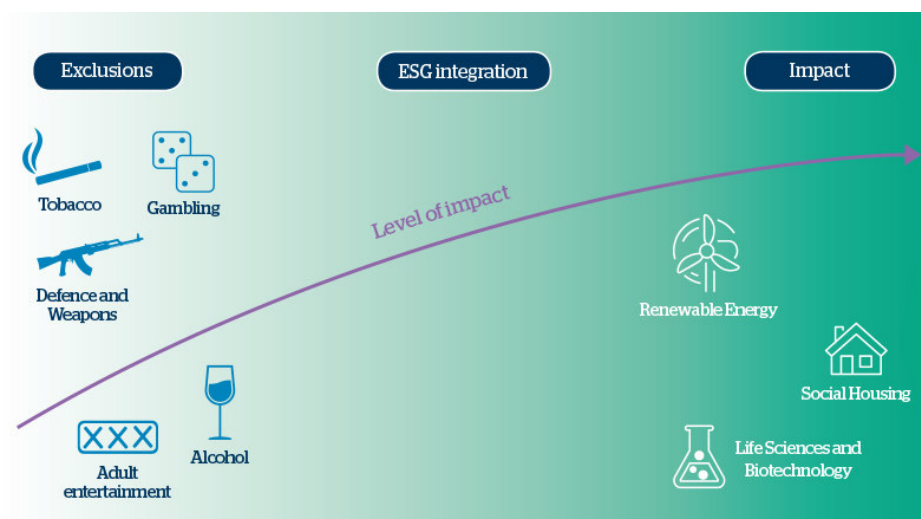 Exclusions
ESG integration
Impact
Tobacco
Gambling
Level of impact
Defence and
Weapons
Renewable Energy
Social Housing
XXX
Adult
entertainment
Alcohol
Life Sciences and
Biotechnology